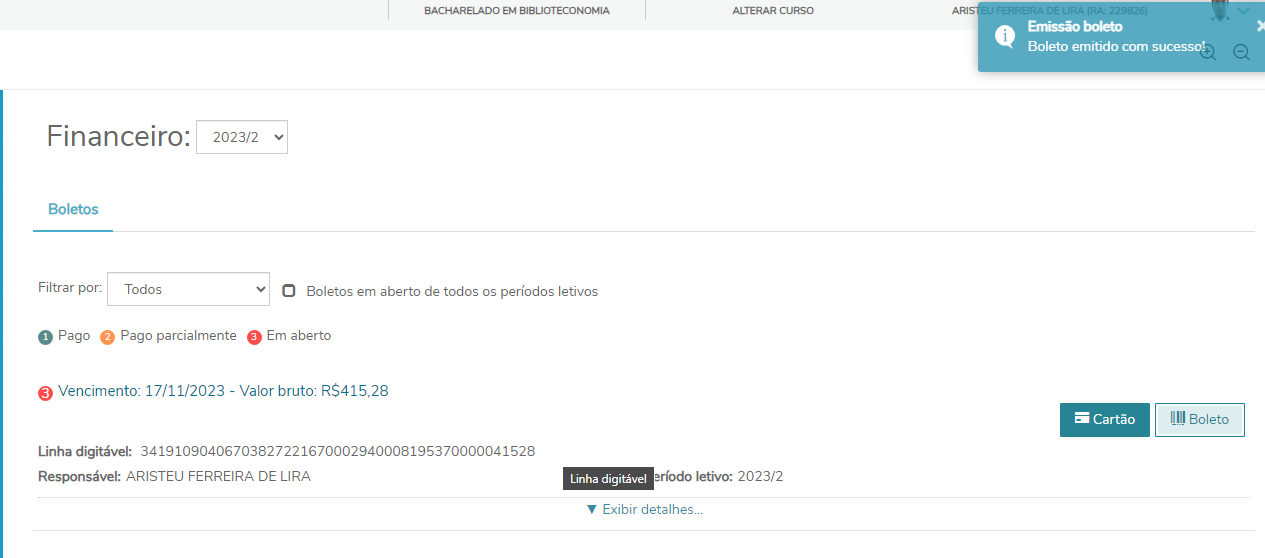 BACHARELADO EM BIBLIOTECONOMIA ALTERAR CURSO ARISTEU FERREIRA DE LIRA (RA: 229826)
Emissão boleto
Boleto emitido com sucesso!
Financeiro: 2023/2
Boletos
Filtrar por: Todos Boletos em aberto de todos os períodos letivos
1 Pago 2 Pago parcialmente 3 Em aberto
3 Vencimento: 17/11/2023 - Valor bruto: R$415,28
Cartão Boleto
Linha digitável: 34191090406703827221670002940008195370000041528
Responsável: ARISTEU FERREIRA DE LIRA Linha digitável eríodo letivo: 2023/2
▼ Exibir detalhes...